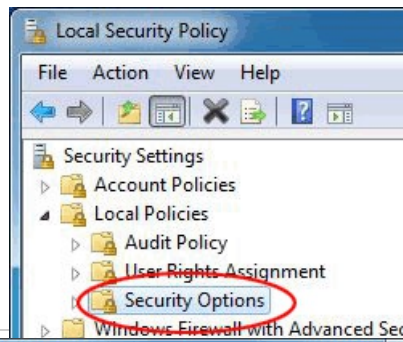 Local Security Policy
File Action View Help
Security Settings
Account Policies
Local Policies
Audit Policy
User Rights Assignment
Security Options
Windows Firewall with Advanced Sec